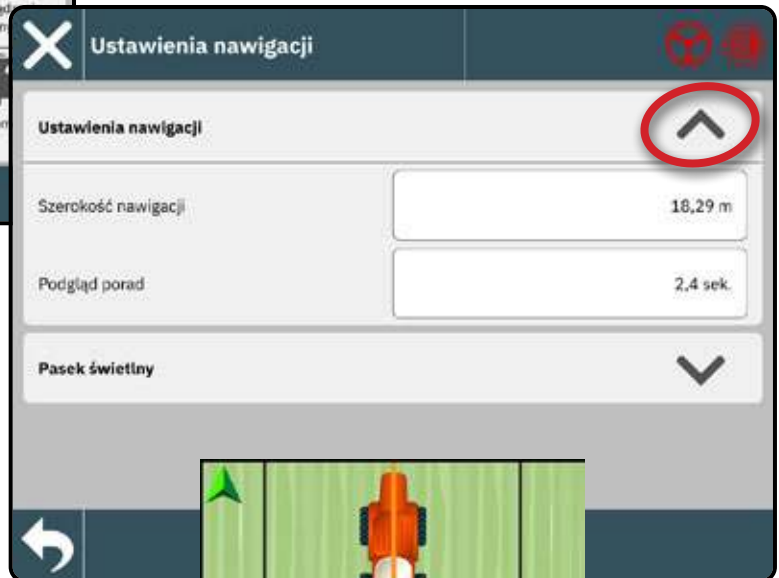 Ustawienia nawigacji
Ustawienia nawigacji
Szerokość nawigacji
18,29 m
Podgląd porad
2,4 sek.
Pasek świetlny